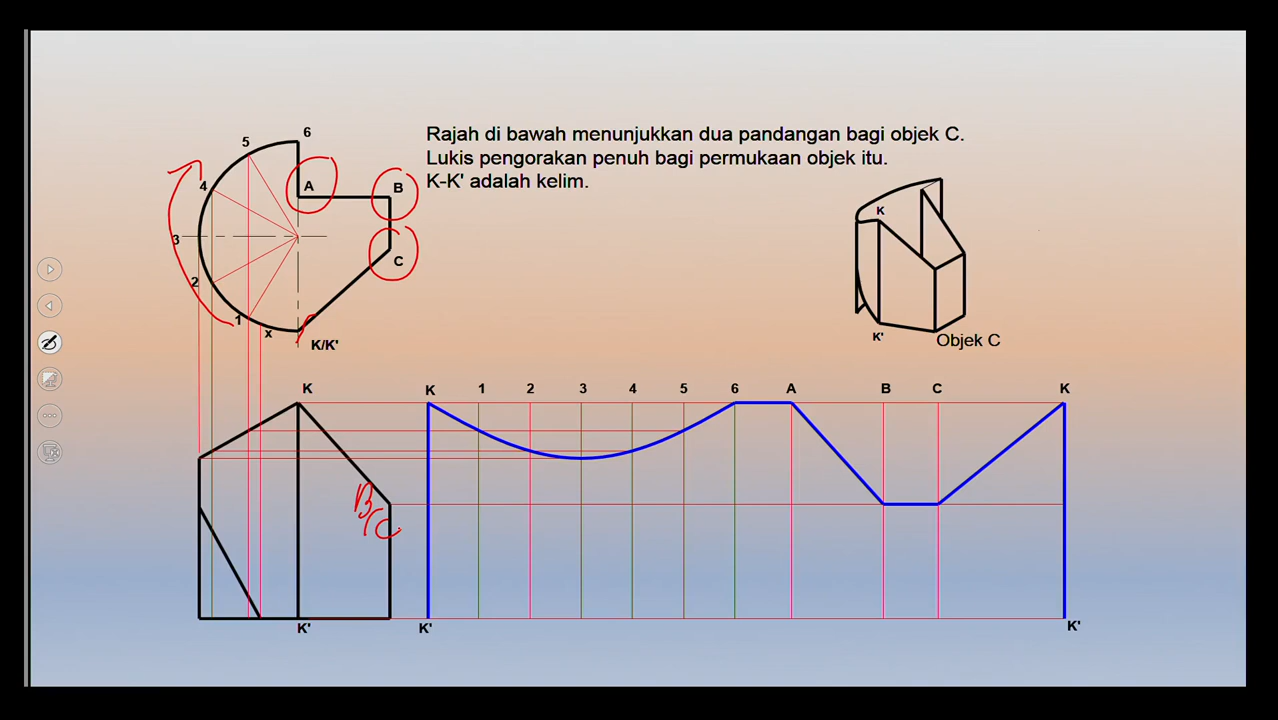 6
5
Rajah di bawah menunjukkan dua pandangan bagi objek C.
Lukis pengorakan penuh bagi permukaan objek itu.
K-K' adalah kelim.
4
A
B
3
C
2
1
x
K/K'
K
K'
Objek C
K
K 1 2 3 4 5 6 A B C K
B/C
K'
K'
K'